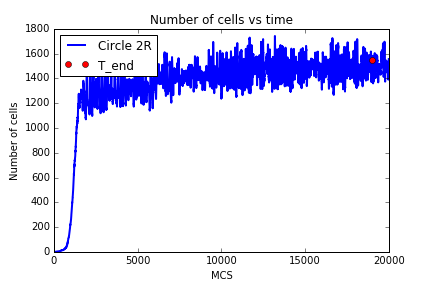 Number of cells vs time
1800
1600
1400
1200
1000
800
600
400
200
0
Number of cells
Circle 2R
T_end
0 5000 10000 15000 20000
MCS